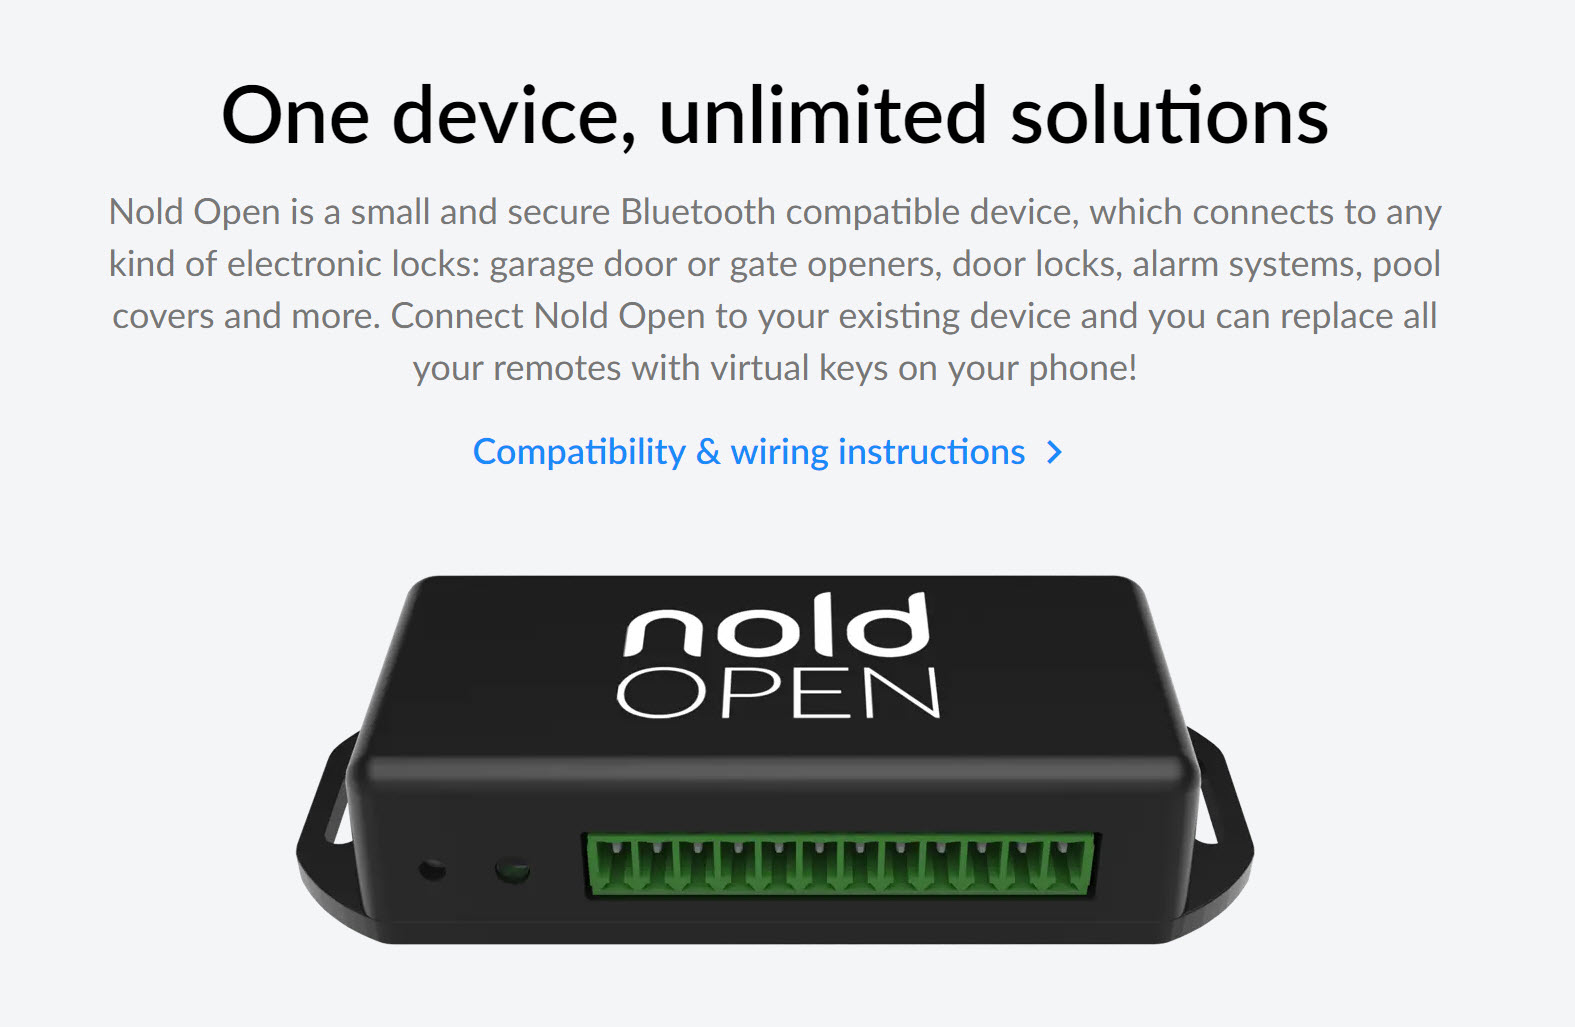 One device, unlimited solutions
Nold Open is a small and secure Bluetooth compatible device, which connects to any
kind of electronic locks: garage door or gate openers, door locks, alarm systems, pool
covers and more. Connect Nold Open to your existing device and you can replace all
your remotes with virtual keys on your phone!
Compatibility & wiring instructions
nold
OPEN